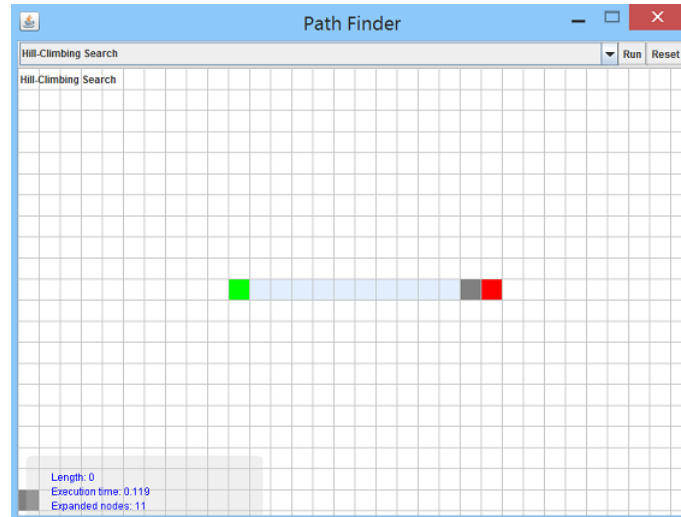 Path Finder
Hill-Climbing Search
Run Reset
Hill-Climbing Search
Length: 0
Execution time: 0.119
Expanded nodes: 11